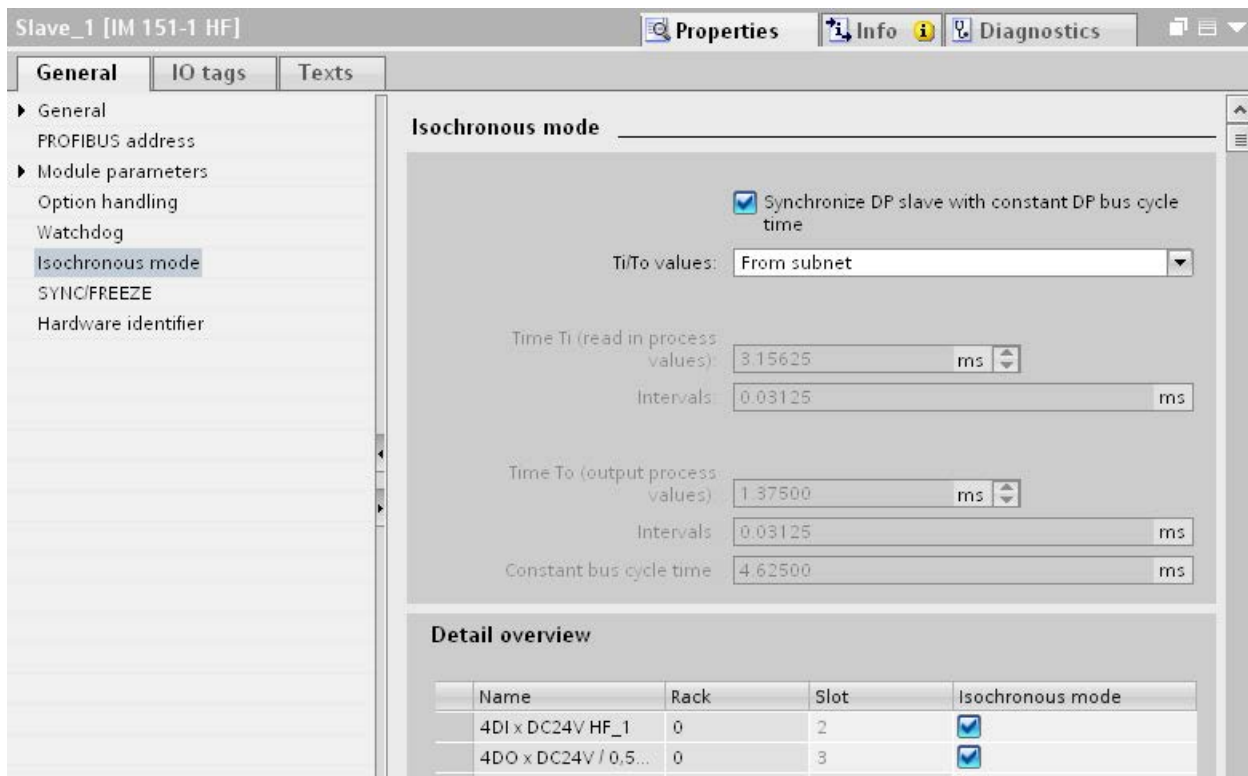 Slave_1 [IM 151-1 HF]
Properties
Info
Diagnostics
General
IO tags
Texts
General
PROFIBUS address
Module parameters
Option handling
Watchdog
Isochronous mode
SYNC/FREEZE
Hardware identifier
Isochronous mode
Synchronize DP slave with constant DP bus cycle
time
Ti/To values: From subnet
Time Ti (read in process
values): 3.15625 ms
Intervals: 0.03125 ms
Time To (output process
values) 1.37500 ms
Intervals 0.03125 ms
Constant bus cycle time 4.62500 ms
Detail overview
Name Rack Slot Isochronous mode
4DI x DC24V HF_1 0 2
4DO x DC24V / 0,5... 0 3